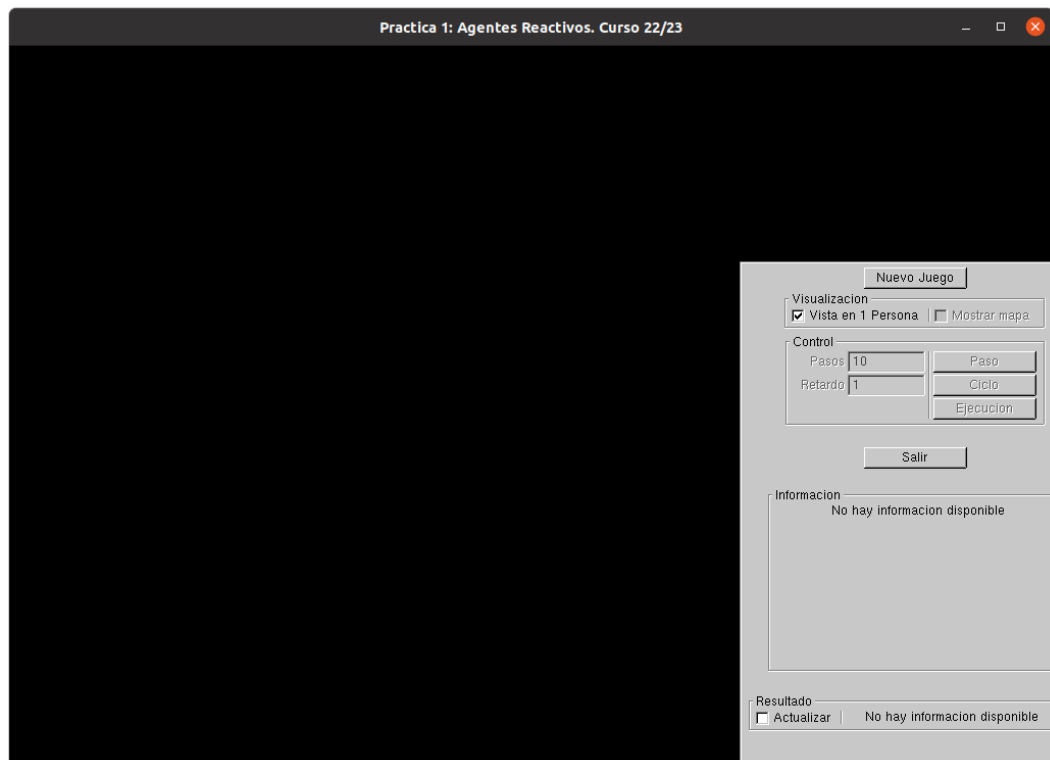 Practica 1: Agentes Reactivos. Curso 22/23
Nuevo Juego
Visualizacion
Vista en 1 Persona Mostrar mapa
Control
Pasos 10 Paso
Retardo 1 Ciclo
Ejecucion
Salir
Informacion
No hay informacion disponible
Resultado
Actualizar No hay informacion disponible